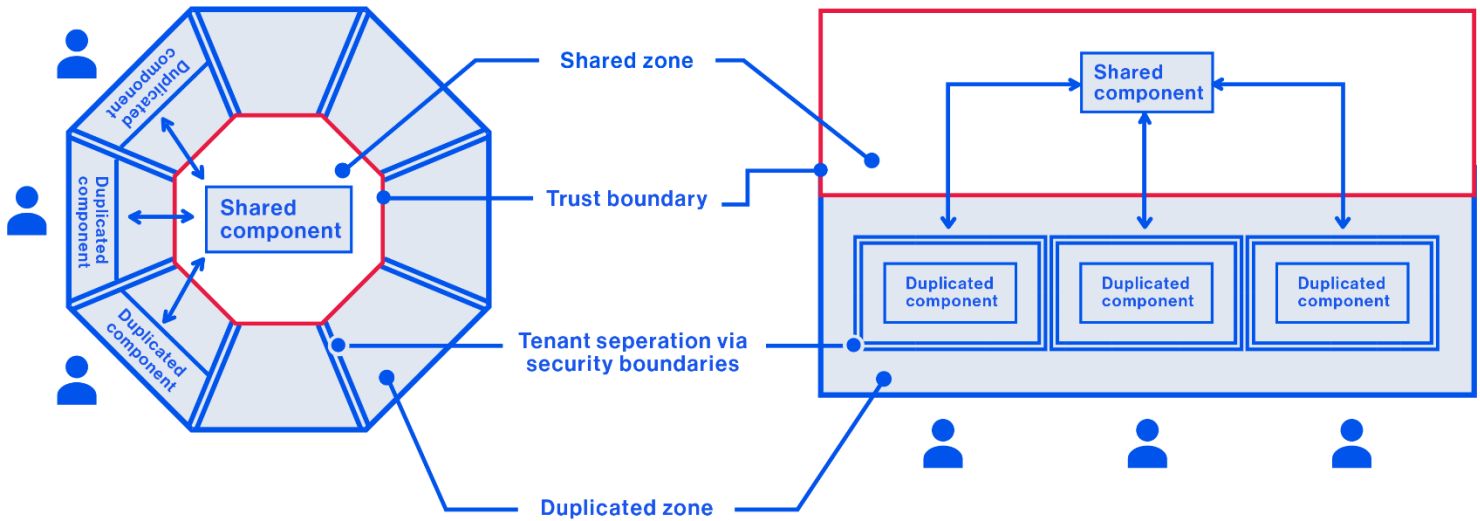 Duplicated
component
Duplicated
component
Duplicated
component
Shared
component
Shared zone
Trust boundary
Tenant seperation via
security boundaries
Duplicated zone
Shared
component
Duplicated
component
Duplicated
component
Duplicated
component